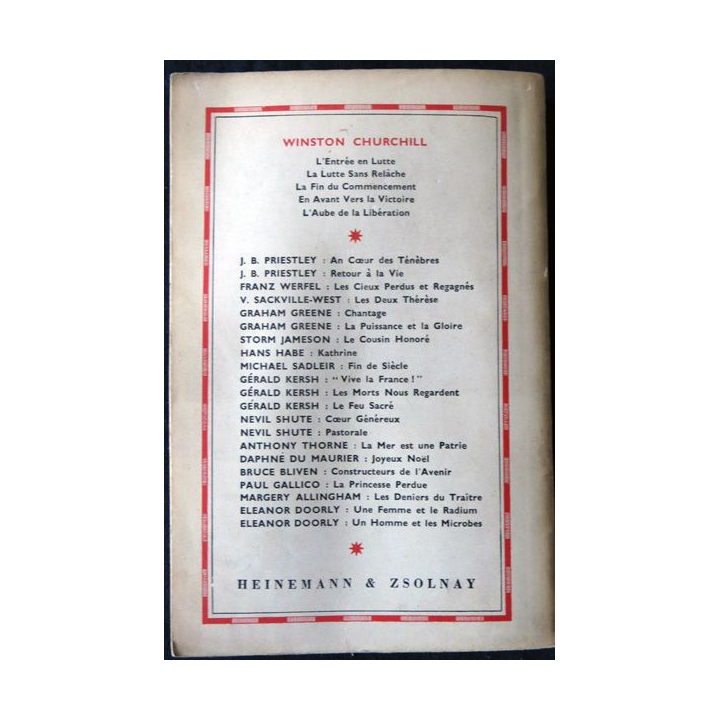 WINSTON CHURCHILL
L'Entrée en Lutte
La Lutte Sans Relâche
La Fin du Commencement
En Avant Vers la Victoire
L'Aube de la Libération
J. B. PRIESTLEY : An Cœur des Ténèbres
J. B. PRIESTLEY : Retour à la Vie
FRANZ WERFEL : Les Cieux Perdus et Regagnés
V. SACKVILLE-WEST : Les Deux Thérèse
GRAHAM GREENE : Chantage
GRAHAM GREENE : La Puissance et la Gloire
STORM JAMESON : Le Cousin Honoré
HANS HABE : Kathrine
MICHAEL SADLEIR : Fin de Siècle
GÉRALD KERSH : " Vive la France ! "
GÉRALD KERSH : Les Morts Nous Regardent
GÉRALD KERSH : Le Feu Sacré
NEVIL SHUTE : Cœur Généreux
NEVIL SHUTE : Pastorale
ANTHONY THORNE : La Mer est une Patrie
DAPHNE DU MAURIER : Joyeux Noël
BRUCE BLIVEN : Constructeurs de l'Avenir
PAUL GALLICO : La Princesse Perdue
MARGERY ALLINGHAM : Les Deniers du Traître
ELEANOR DOORLY : Une Femme et le Radium
ELEANOR DOORLY : Un Homme et les Microbes
HEINEMANN & ZSOLNAY